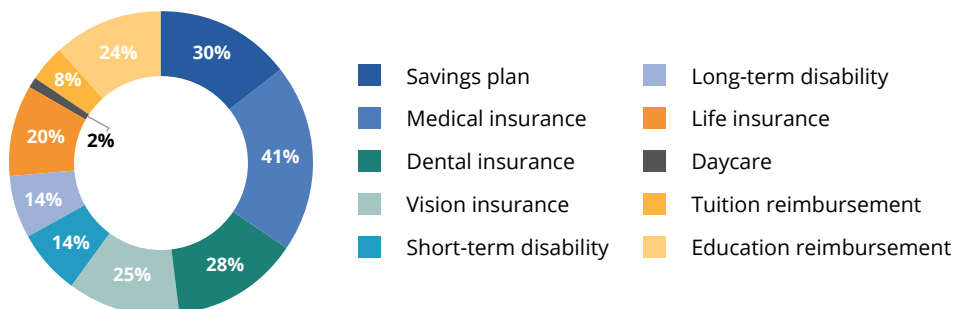 30%
41%
28%
25%
14%
14%
20%
2%
8%
24%
Savings plan
Medical insurance
Dental insurance
Vision insurance
Short-term disability
Long-term disability
Life insurance
Daycare
Tuition reimbursement
Education reimbursement